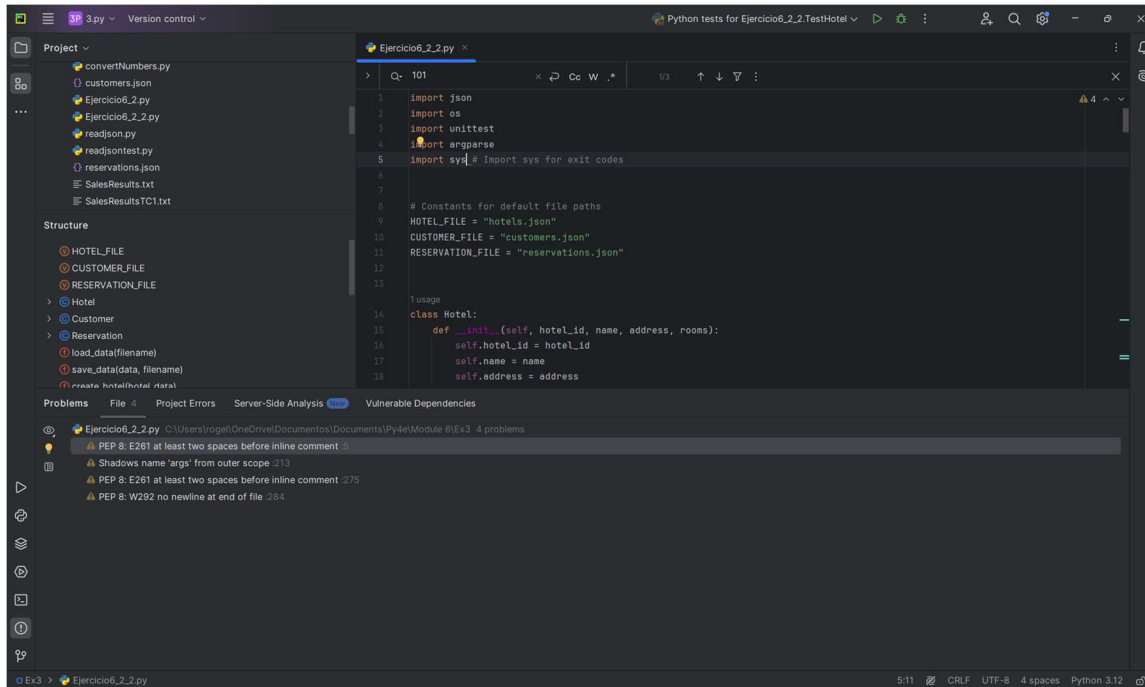 3P 3.py Version control Python tests for Ejercicio6_2_2.TestHotel
Project
convertNumbers.py
customers.json
Ejercicio6_2.py
Ejercicio6_2_2.py
readjson.py
readjsontest.py
reservations.json
SalesResults.txt
SalesResultsTC1.txt
Structure
HOTEL_FILE
CUSTOMER_FILE
RESERVATION_FILE
Hotel
Customer
Reservation
load_data(filename)
save_data(data, filename)
create_hotel(hotel_data)
Ejercicio6_2_2.py
101 Cc W .* 1/3
4
1 import json
2 import os
3 import unittest
4 import argparse
5 import sys # Import sys for exit codes
6
7
8 # Constants for default file paths
9 HOTEL_FILE = "hotels.json"
10 CUSTOMER_FILE = "customers.json"
11 RESERVATION_FILE = "reservations.json"
12
13
1 usage
14 class Hotel:
15 def __init__(self, hotel_id, name, address, rooms):
16 self.hotel_id = hotel_id
17 self.name = name
18 self.address = address
Problems File 4 Project Errors Server-Side Analysis New Vulnerable Dependencies
Ejercicio6_2_2.py C:\Users\rogel\OneDrive\Documentos\Documents\Py4e\Module 6\Ex3 4 problems
PEP 8: E261 at least two spaces before inline comment :5
Shadows name 'args' from outer scope :213
PEP 8: E261 at least two spaces before inline comment :275
PEP 8: W292 no newline at end of file :284
Ex3 > Ejercicio6_2_2.py 5:11 CRLF UTF-8 4 spaces Python 3.12